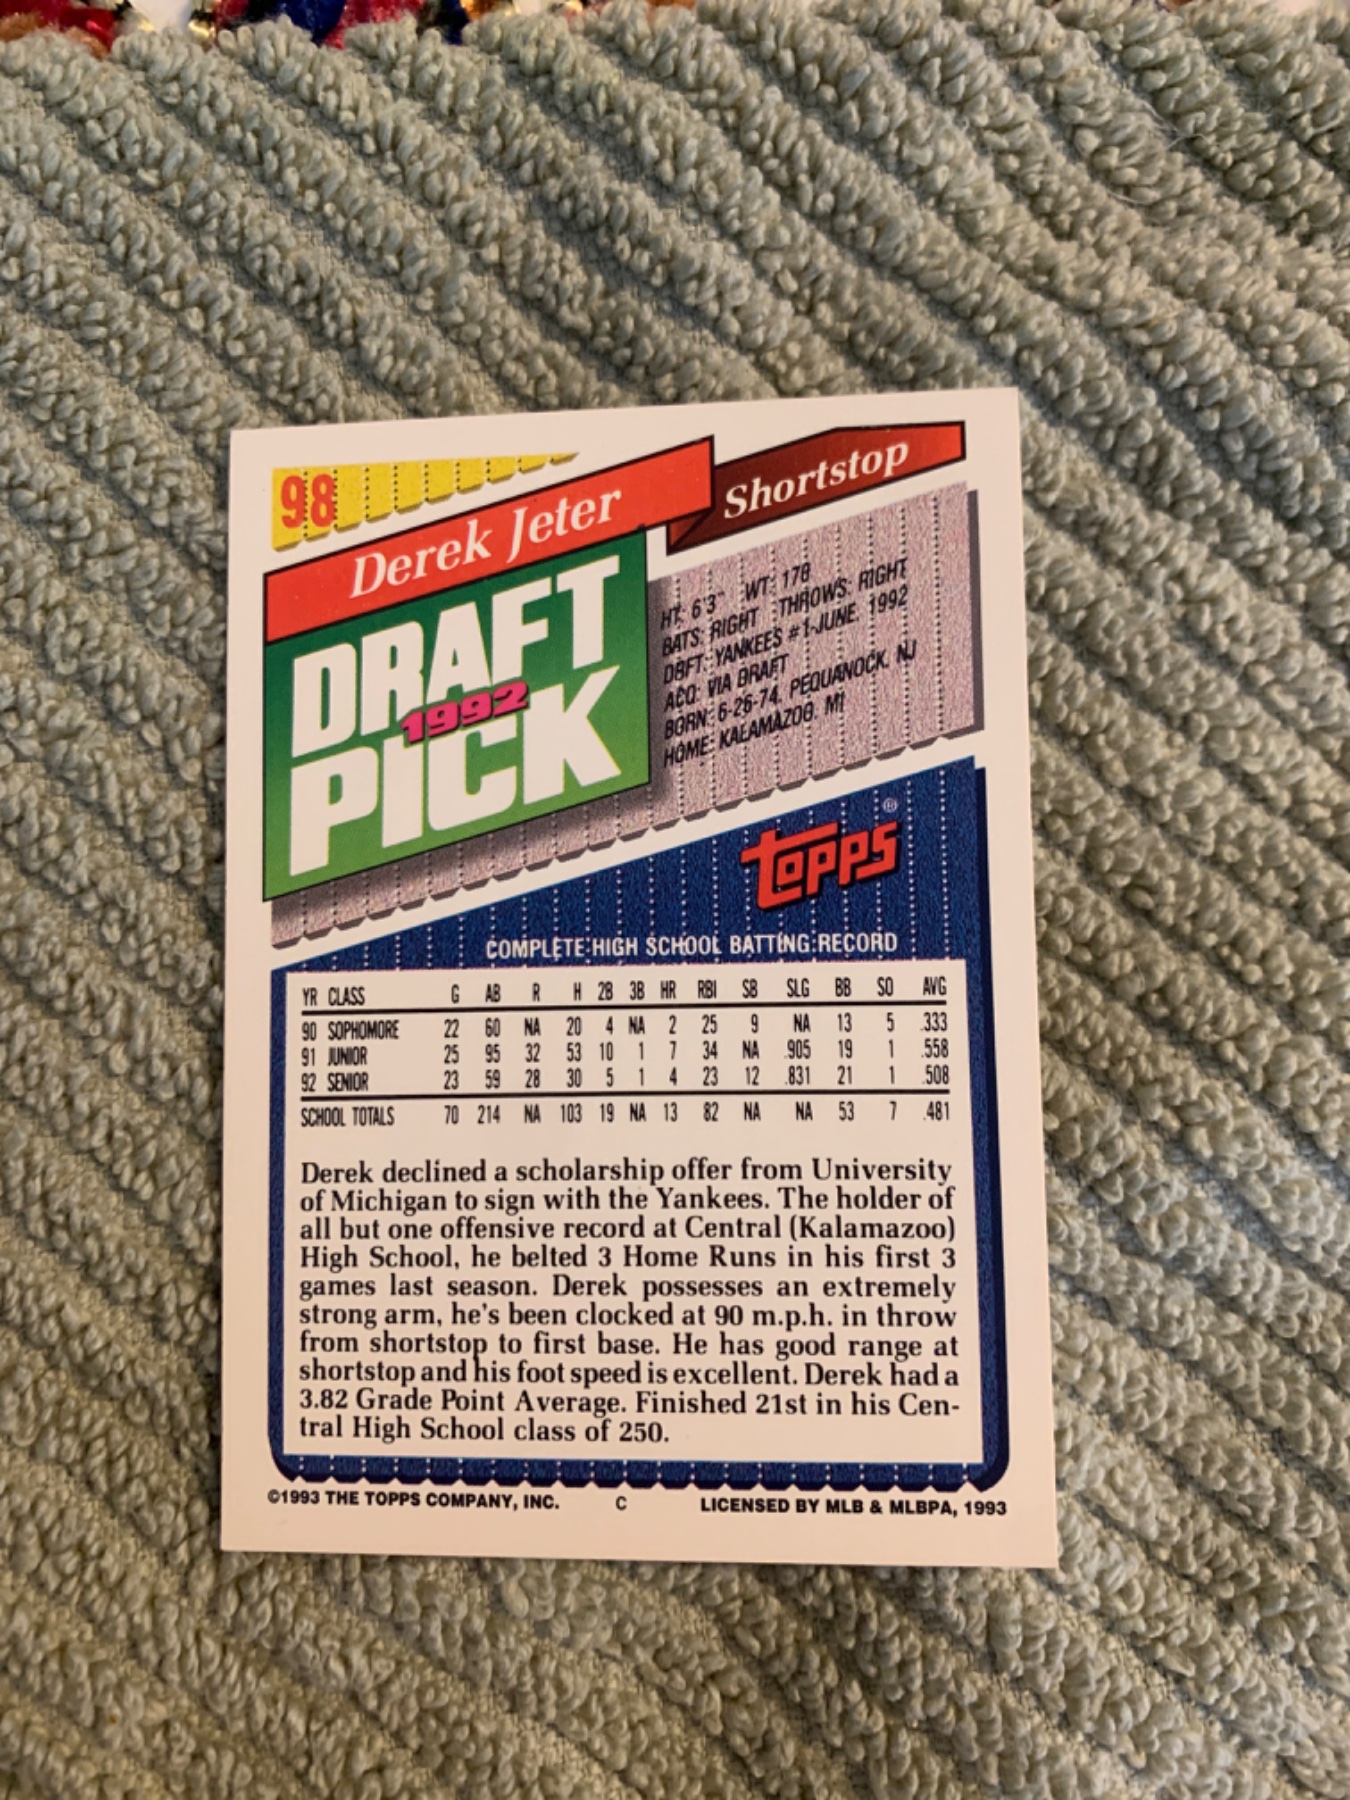 98
Derek Jeter
Shortstop
DRAFT
1992
PICK
HT: 6'3" WT: 178
BATS: RIGHT THROWS: RIGHT
DRFT: YANKEES #1-JUNE, 1992
ACQ: VIA DRAFT
BORN: 6-26-74, PEQUANOCK, NJ
HOME: KALAMAZOO, MI
topps®
COMPLETE HIGH SCHOOL BATTING RECORD
YR CLASS G AB R H 2B 3B HR RBI SB SLG BB SO AVG
90 SOPHOMORE 22 60 NA 20 4 NA 2 25 9 NA 13 5 .333
91 JUNIOR 25 95 32 53 10 1 7 34 NA .905 19 1 .558
92 SENIOR 23 59 28 30 5 1 4 23 12 .831 21 1 .508
SCHOOL TOTALS 70 214 NA 103 19 NA 13 82 NA NA 53 7 .481
Derek declined a scholarship offer from University
of Michigan to sign with the Yankees. The holder of
all but one offensive record at Central (Kalamazoo)
High School, he belted 3 Home Runs in his first 3
games last season. Derek possesses an extremely
strong arm, he's been clocked at 90 m.p.h. in throw
from shortstop to first base. He has good range at
shortstop and his foot speed is excellent. Derek had a
3.82 Grade Point Average. Finished 21st in his Cen-
tral High School class of 250.
©1993 THE TOPPS COMPANY, INC. C LICENSED BY MLB & MLBPA, 1993